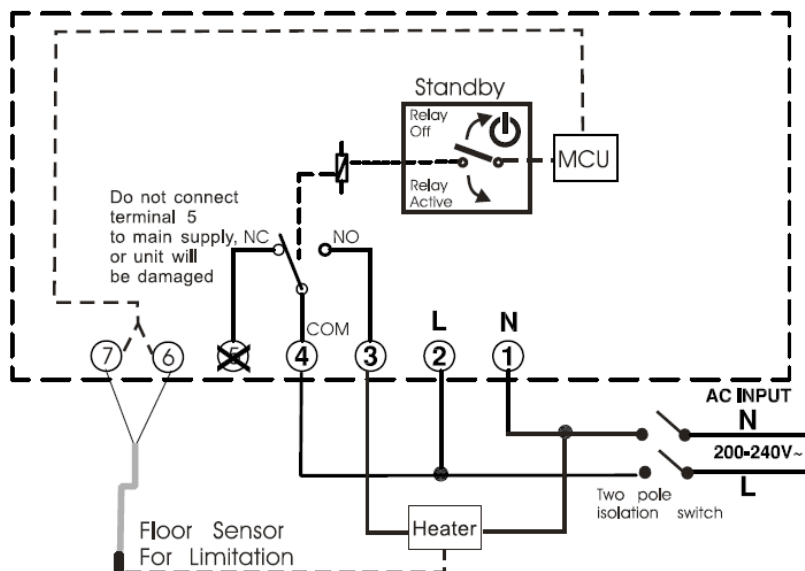 Standby
Relay
Off
Relay
Active
MCU
Do not connect
terminal 5
to main supply,
or unit will
be damaged
NC
NO
COM
L
N
7
6
5
4
3
2
1
AC INPUT
N
200-240V~
L
Two pole
isolation switch
Heater
Floor Sensor
For Limitation